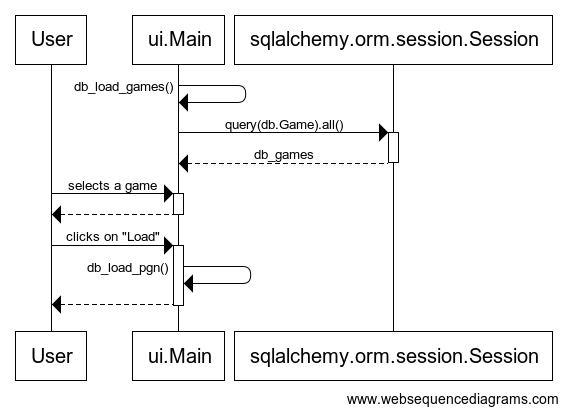 User
ui.Main
sqlalchemy.orm.session.Session
db_load_games()
query(db.Game).all()
db_games
selects a game
clicks on "Load"
db_load_pgn()
User
ui.Main
sqlalchemy.orm.session.Session
www.websequencediagrams.com